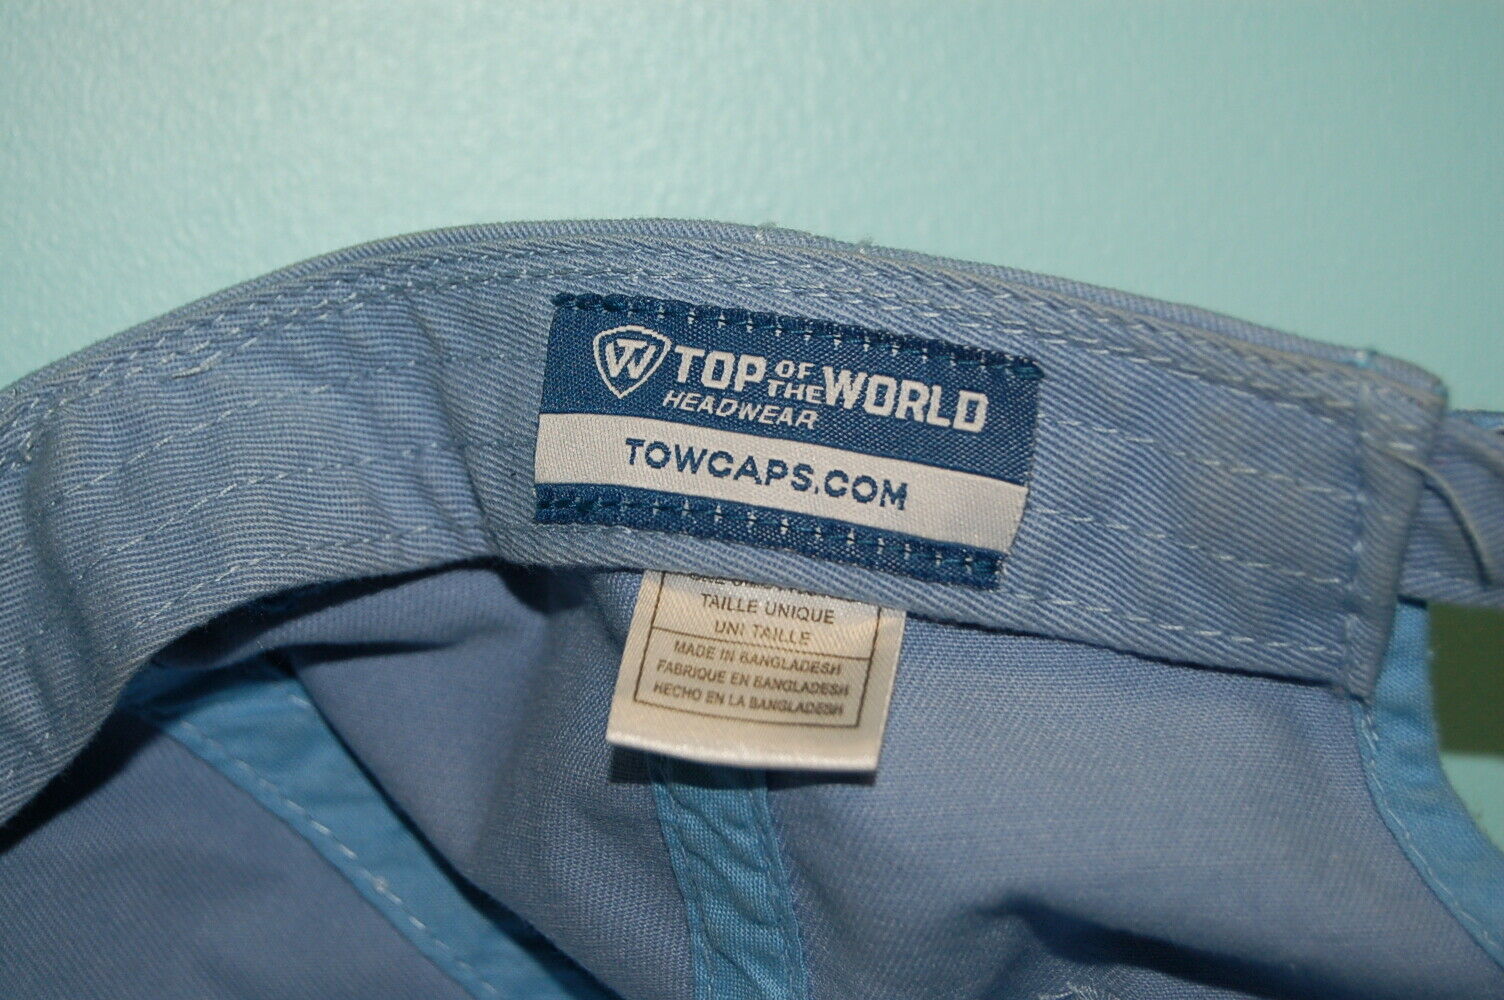 TW TOP OF THE WORLD
HEADWEAR
TOWCAPS.COM
TAILLE UNIQUE
UNI TAILLE
MADE IN BANGLADESH
FABRIQUE EN BANGLADESH
HECHO EN LA BANGLADESH